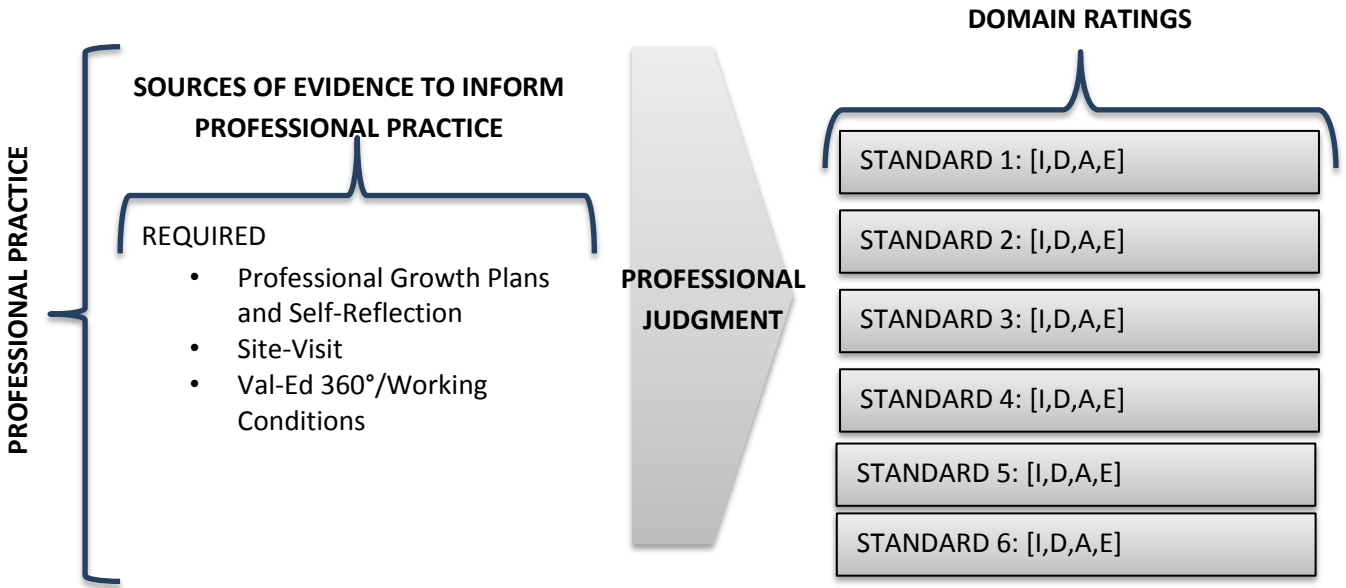 PROFESSIONAL PRACTICE
SOURCES OF EVIDENCE TO INFORM
PROFESSIONAL PRACTICE
REQUIRED
• Professional Growth Plans
and Self-Reflection
• Site-Visit
• Val-Ed 360°/Working
Conditions
PROFESSIONAL
JUDGMENT
DOMAIN RATINGS
STANDARD 1: [I,D,A,E]
STANDARD 2: [I,D,A,E]
STANDARD 3: [I,D,A,E]
STANDARD 4: [I,D,A,E]
STANDARD 5: [I,D,A,E]
STANDARD 6: [I,D,A,E]